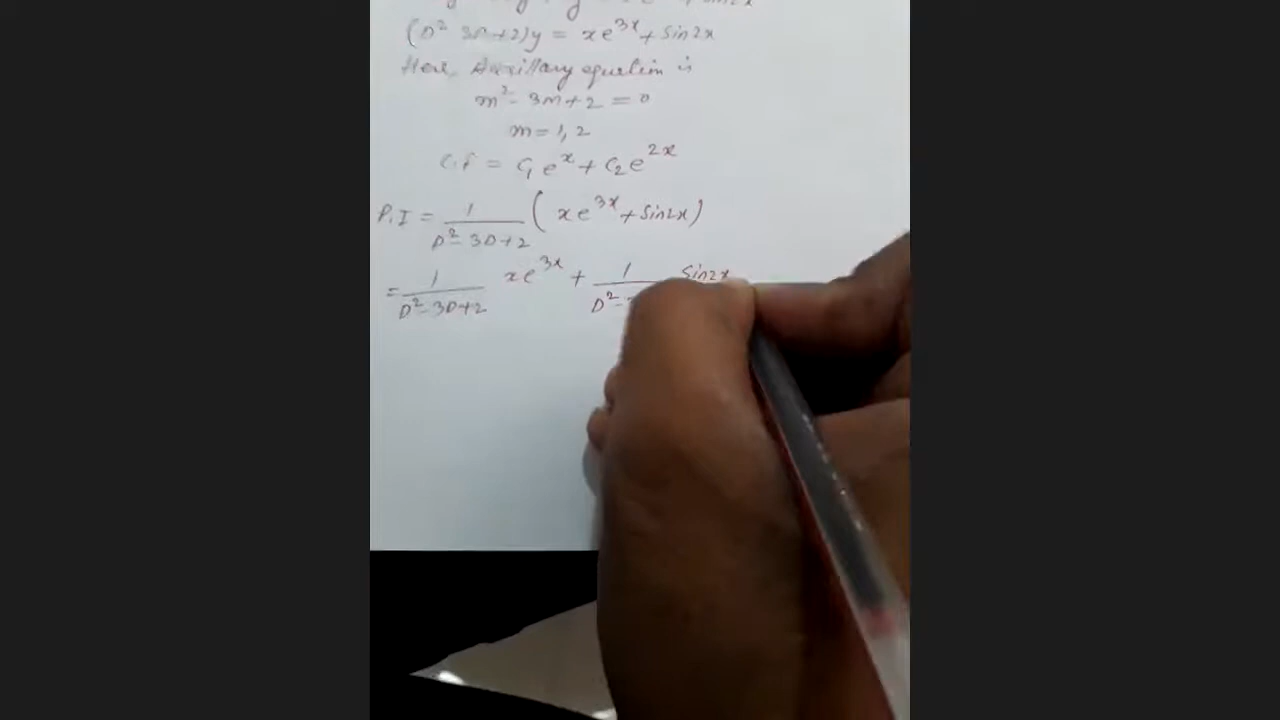 (D² 3D+2)y = xe^3x + Sin2x
Here, Auxillary equation is
m² - 3m + 2 = 0
m = 1, 2
C.F = C₁e^x + C₂e^2x
P.I = 1/(D² - 3D + 2) (xe^3x + Sin2x)
= 1/(D² - 3D + 2) xe^3x + 1/(D² - Sin2x